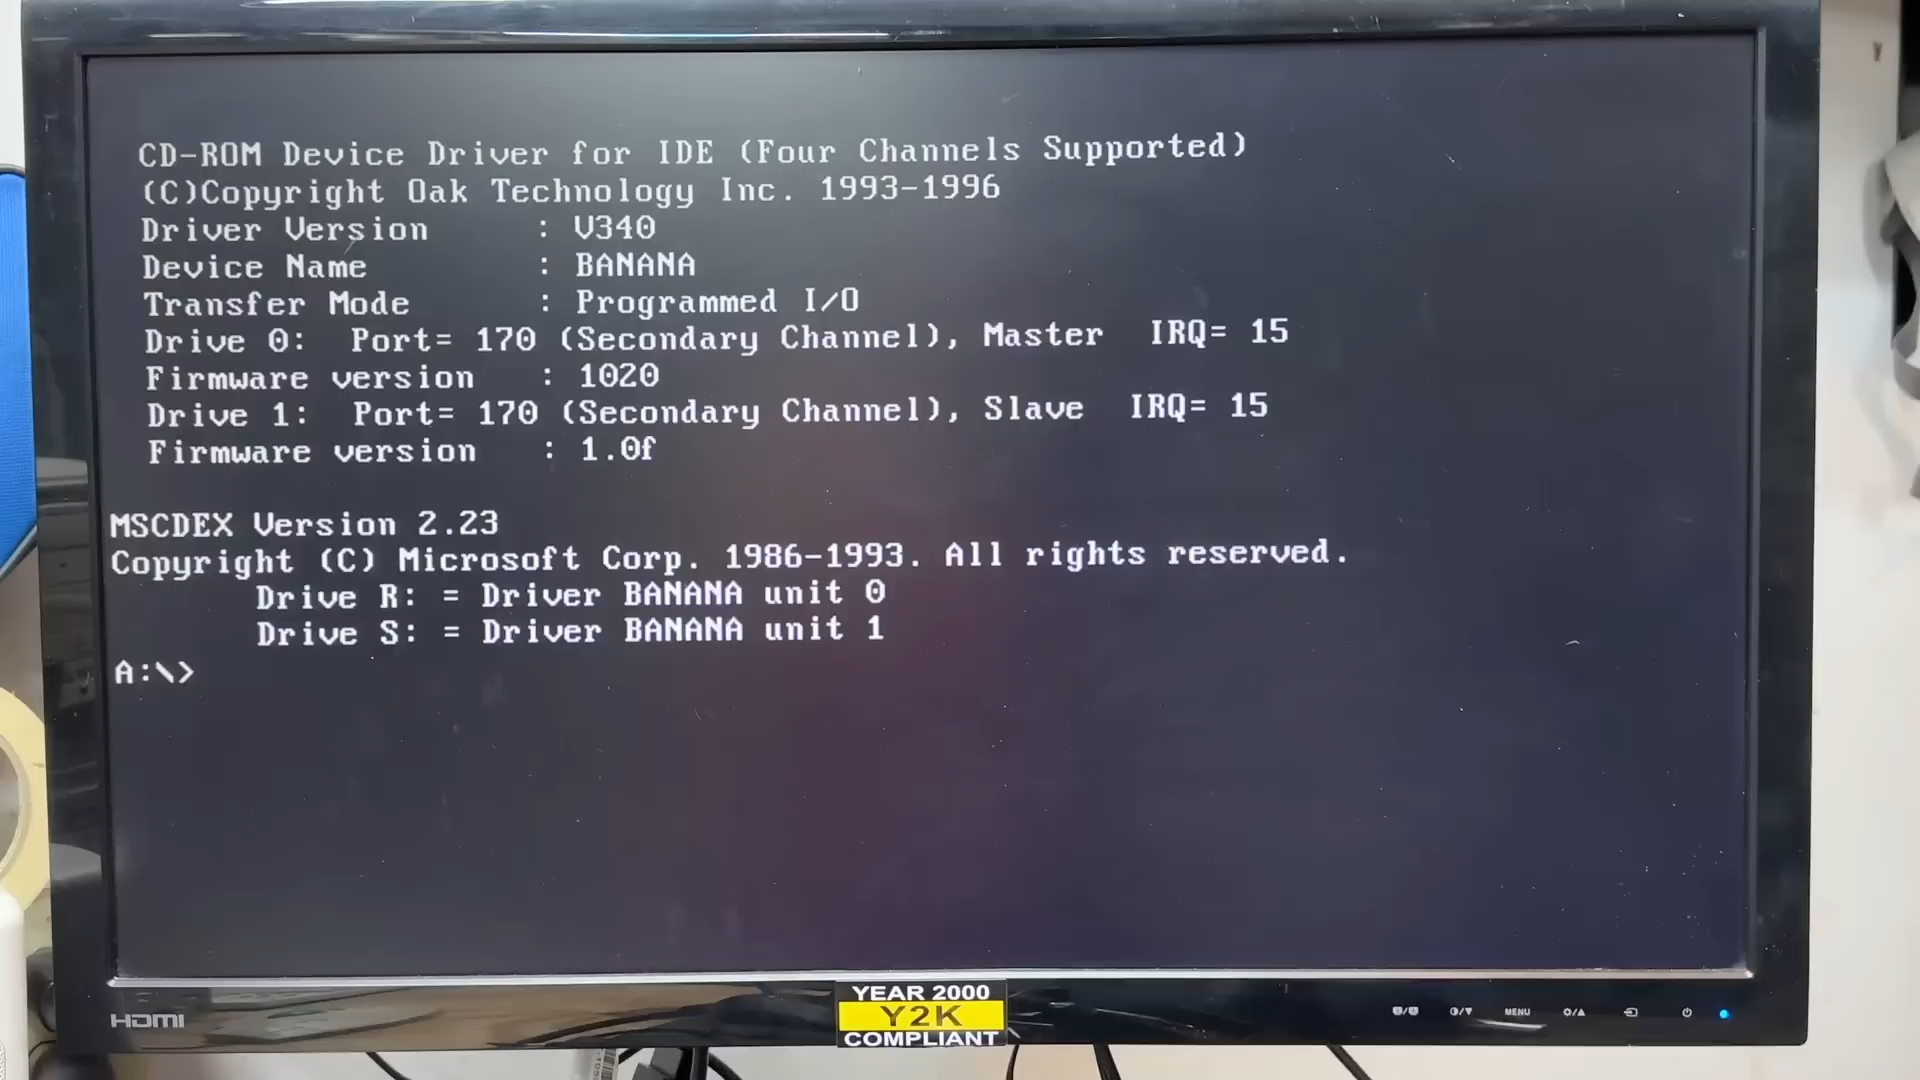 CD-ROM Device Driver for IDE (Four Channels Supported)
(C)Copyright Oak Technology Inc. 1993-1996
Driver Version : V340
Device Name : BANANA
Transfer Mode : Programmed I/O
Drive 0: Port= 170 (Secondary Channel), Master IRQ= 15
Firmware version : 1020
Drive 1: Port= 170 (Secondary Channel), Slave IRQ= 15
Firmware version : 1.0f
MSCDEX Version 2.23
Copyright (C) Microsoft Corp. 1986-1993. All rights reserved.
Drive R: = Driver BANANA unit 0
Drive S: = Driver BANANA unit 1
A:\>
YEAR 2000
Y2K
COMPLIANT
HDMI
MENU